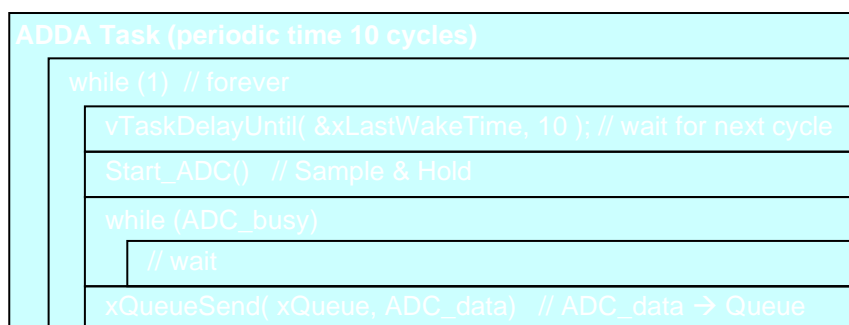 ADDA Task (periodic time 10 cycles)
while (1) // forever
vTaskDelayUntil( &xLastWakeTime, 10 ); // wait for next cycle
Start_ADC() // Sample & Hold
while (ADC_busy)
// wait
xQueueSend( xQueue, ADC_data) // ADC_data → Queue